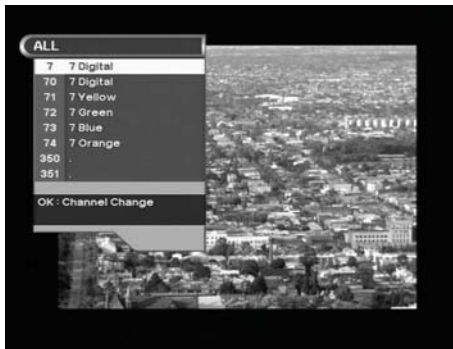 ALL
7 7 Digital
70 7 Digital
71 7 Yellow
72 7 Green
73 7 Blue
74 7 Orange
350 .
351 .
OK : Channel Change